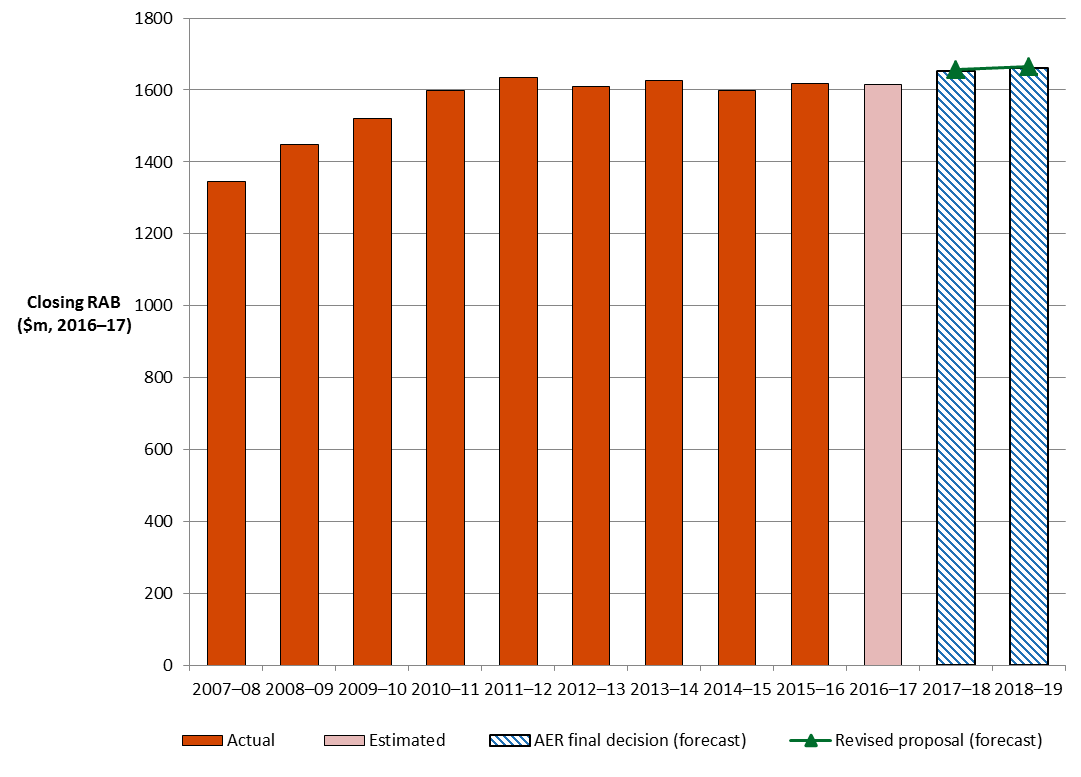 1800
1600
1400
1200
1000
800
600
400
200
0
Closing RAB
($m, 2016–17)
2007–08 2008–09 2009–10 2010–11 2011–12 2012–13 2013–14 2014–15 2015–16 2016–17 2017–18 2018–19
Actual Estimated AER final decision (forecast) Revised proposal (forecast)